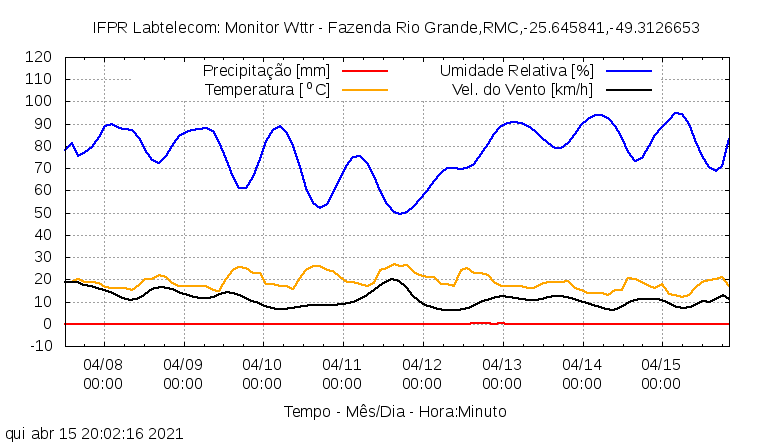 IFPR Labtelecom: Monitor Wttr - Fazenda Rio Grande,RMC,-25.645841,-49.3126653
120
110
100
90
80
70
60
50
40
30
20
10
0
-10
Precipitação [mm]
Temperatura [⁰C]
Umidade Relativa [%]
Vel. do Vento [km/h]
04/08 04/09 04/10 04/11 04/12 04/13 04/14 04/15
00:00 00:00 00:00 00:00 00:00 00:00 00:00 00:00
Tempo - Mês/Dia - Hora:Minuto
qui abr 15 20:02:16 2021